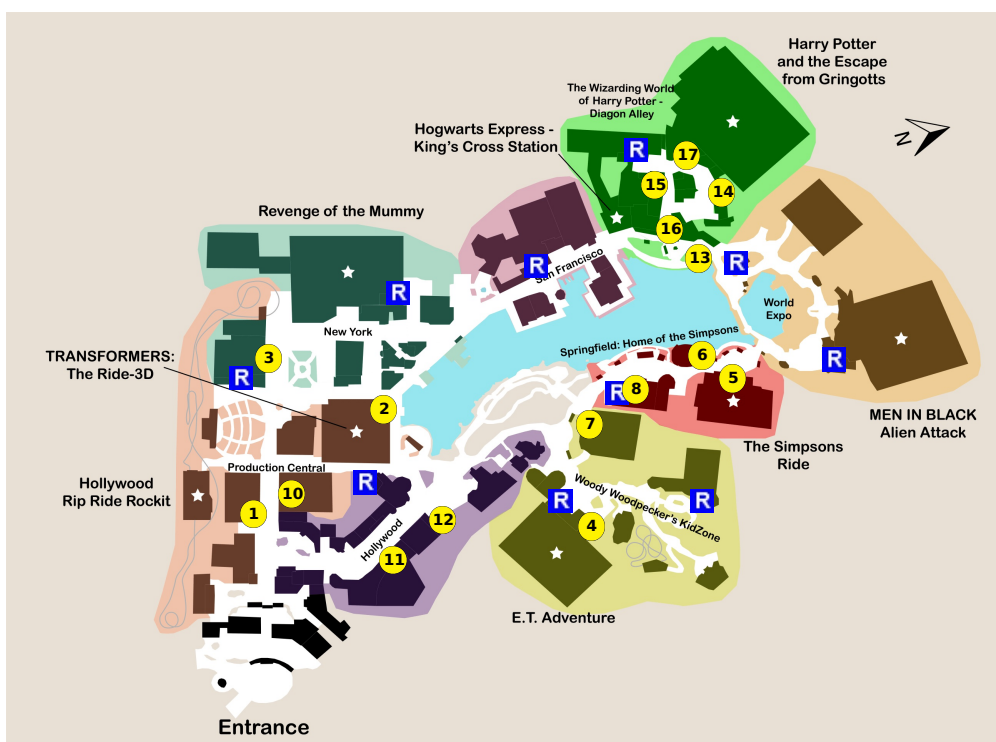 Harry Potter
and the Escape
from Gringotts
The Wizarding World
of Harry Potter -
Diagon Alley
Hogwarts Express -
King's Cross Station
N
R
17
15
14
16
13
Revenge of the Mummy
R
San Francisco
R
World
Expo
R
New York
Springfield: Home of the Simpsons
TRANSFORMERS:
The Ride-3D
3
R
2
6
R
R
8
5
7
MEN IN BLACK
Alien Attack
The Simpsons
Ride
Production Central
Hollywood
Rip Ride Rockit
R
10
1
12
Hollywood
11
Woody Woodpecker's KidZone
R
R
4
E.T. Adventure
Entrance